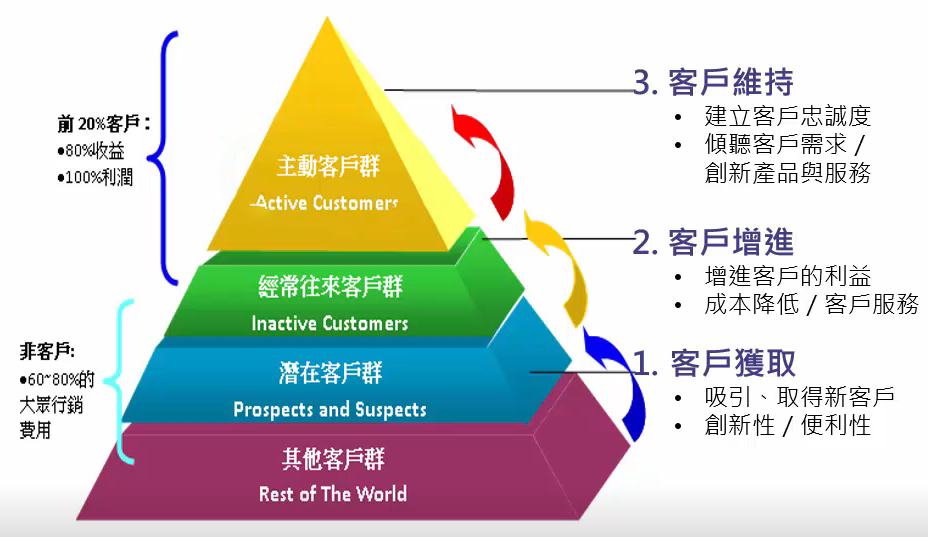 前 20%客戶：
•80%收益
•100%利潤
非客戶:
•60~80%的
大眾行銷
費用
主動客戶群
Active Customers
經常往來客戶群
Inactive Customers
潛在客戶群
Prospects and Suspects
其他客戶群
Rest of The World
3. 客戶維持
• 建立客戶忠誠度
• 傾聽客戶需求 /
創新產品與服務
2. 客戶增進
• 增進客戶的利益
• 成本降低 / 客戶服務
1. 客戶獲取
• 吸引、取得新客戶
• 創新性 / 便利性